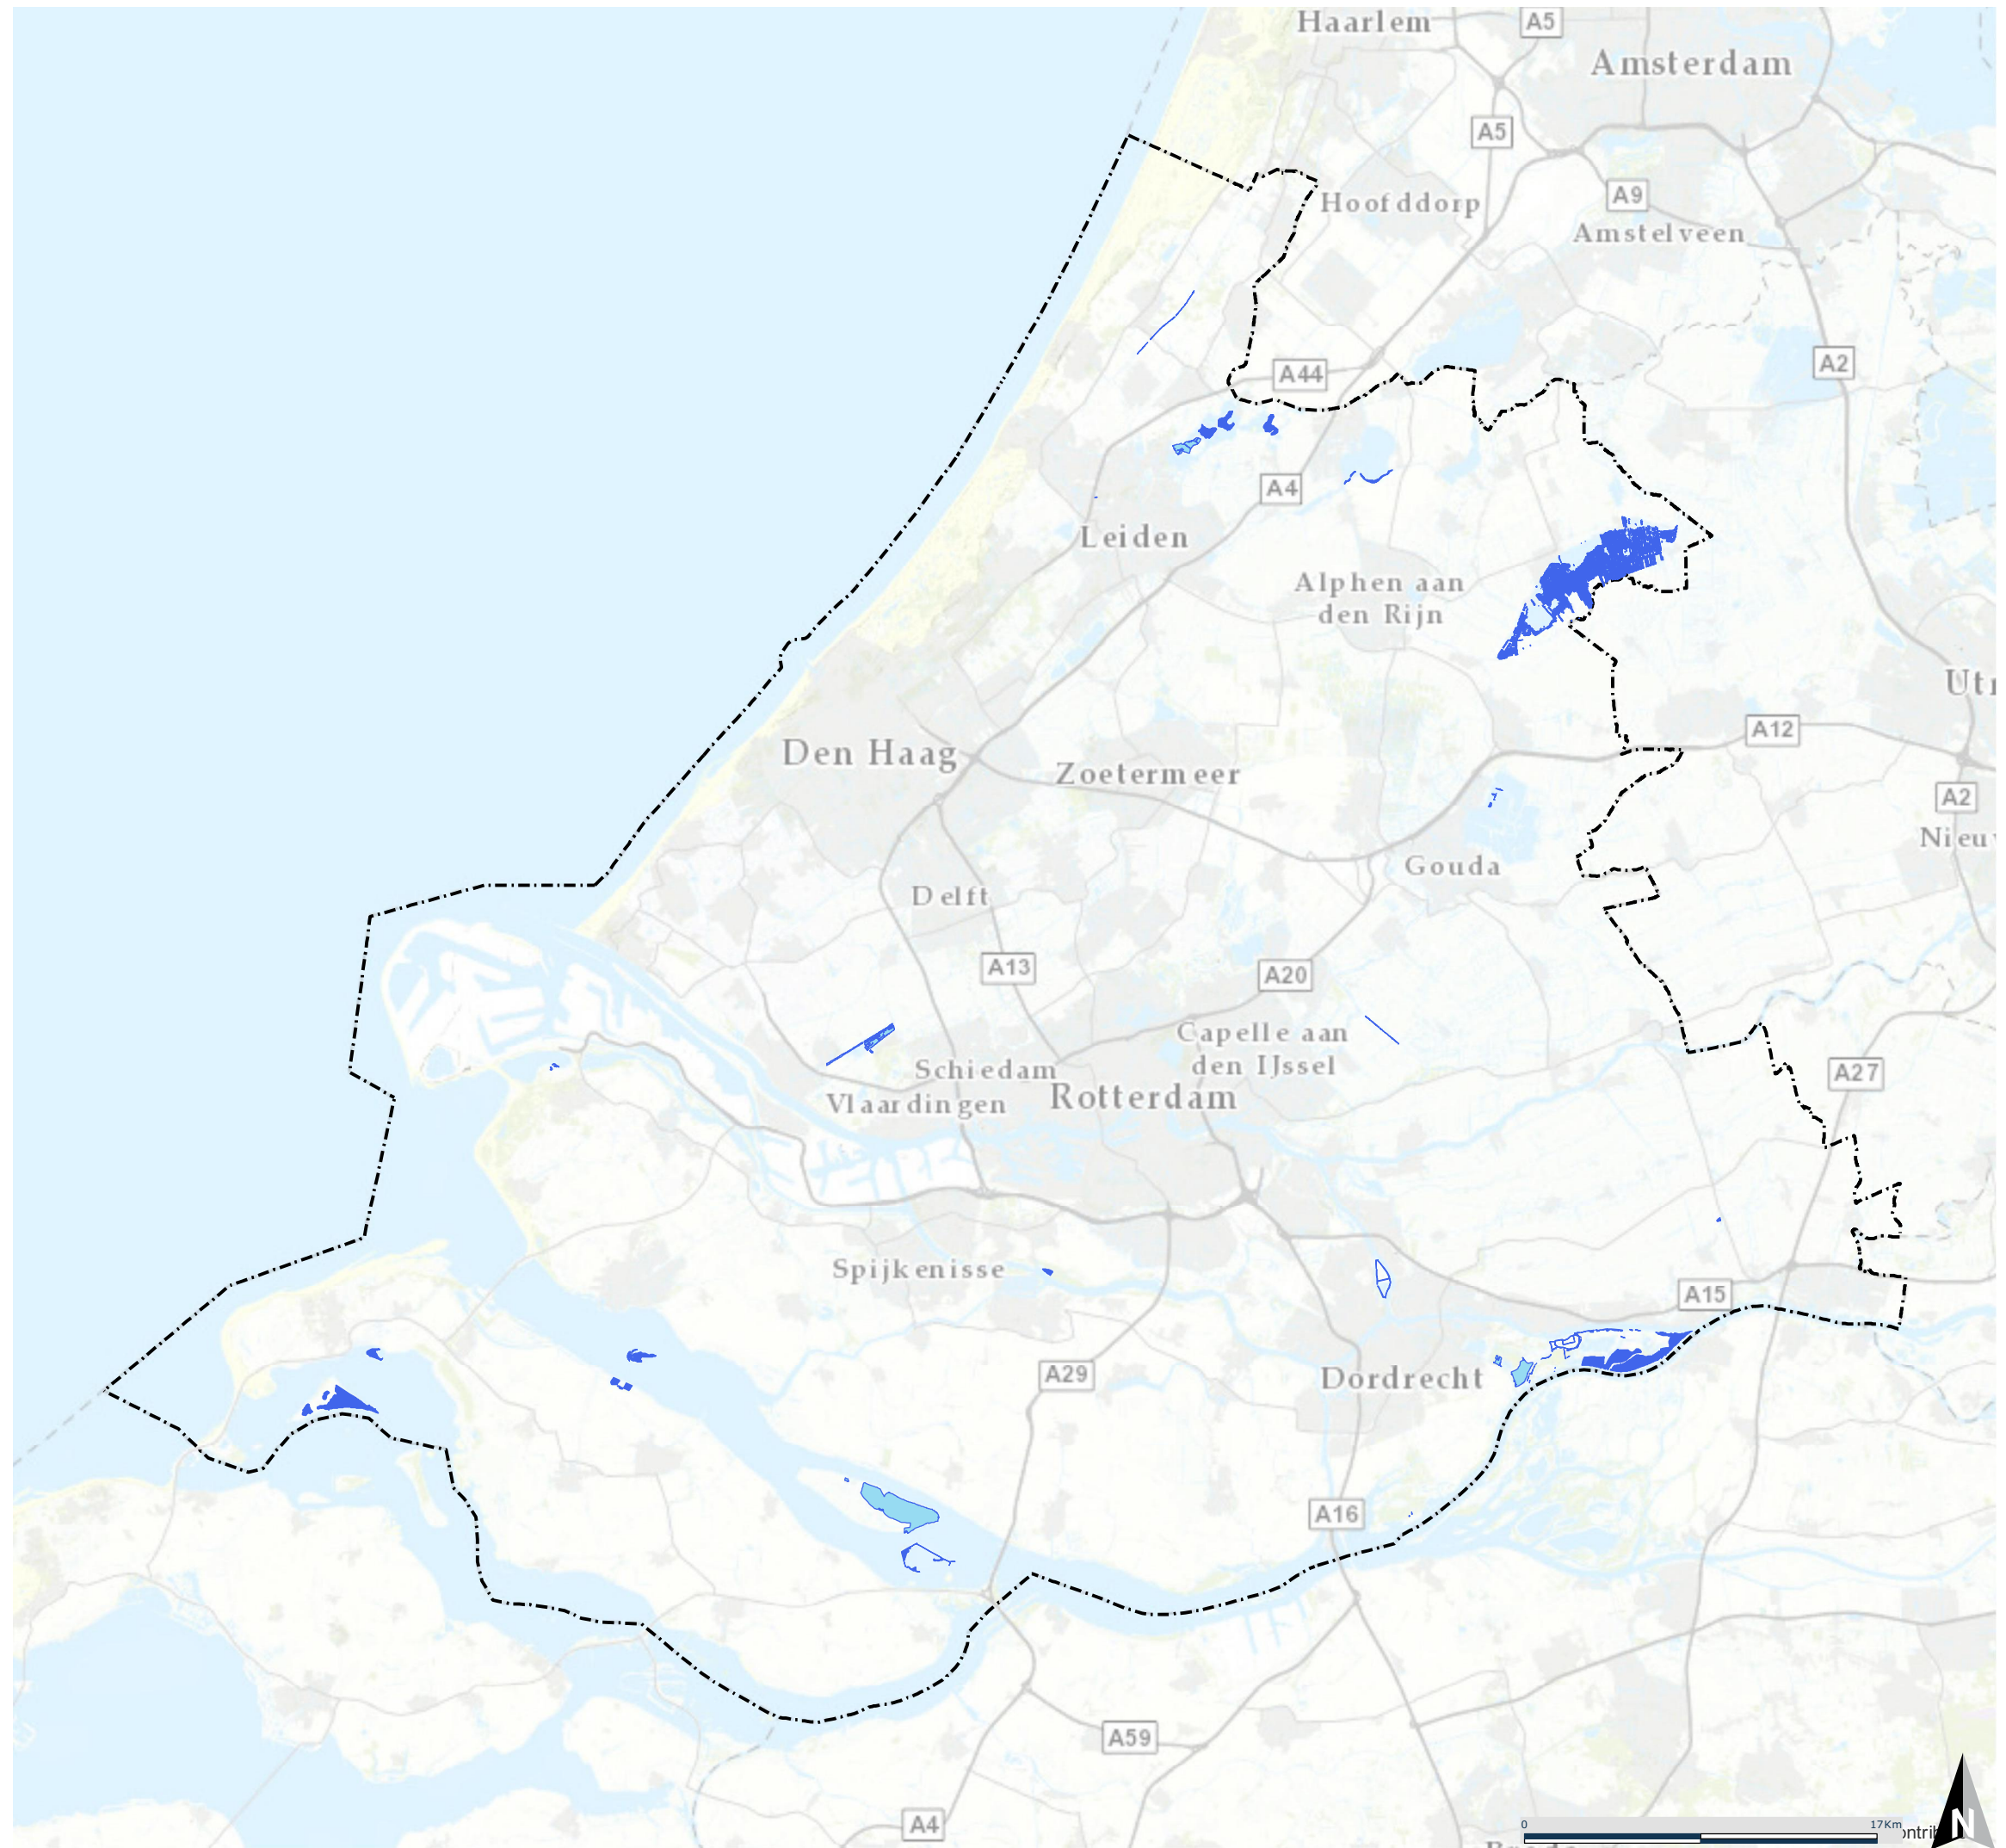 Haarlem
A5
Amsterdam
A5
Hoofddorp
A9
Amstelveen
A44
A2
A4
Leiden
Alphen aan
den Rijn
Den Haag
Zoetermeer
A12
A2
Gouda
Delft
A13
A20
Capelle aan
den IJssel
Schiedam
Vlaardingen
Rotterdam
A27
Spijkenisse
A15
A29
Dordrecht
A16
A59
A4
0
17Km
N